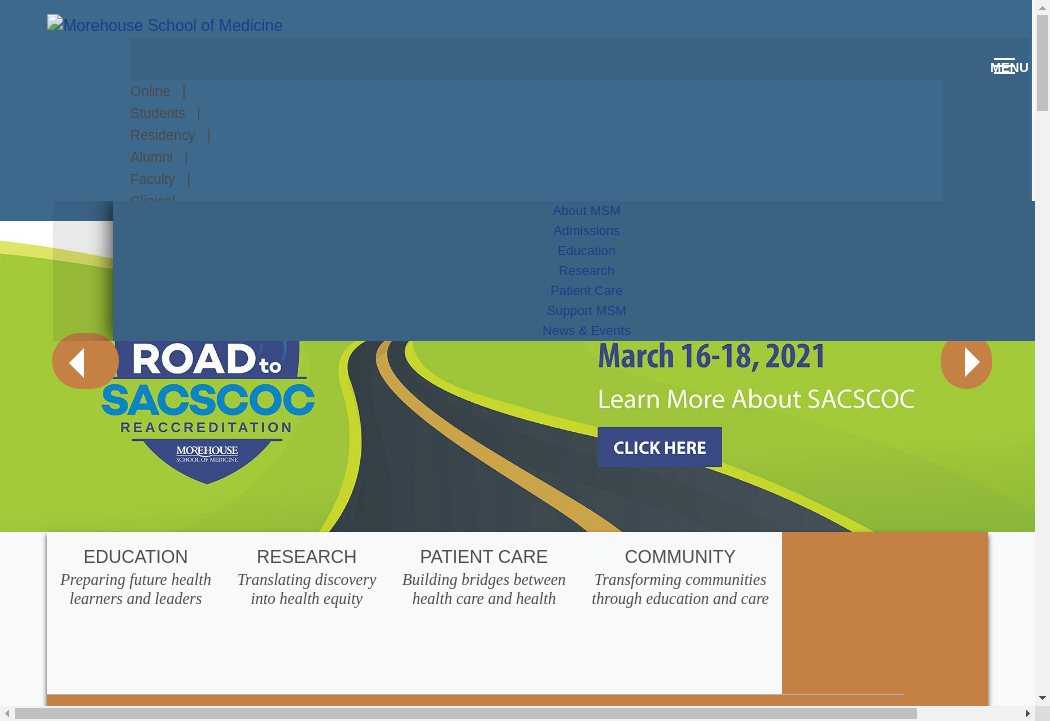 Morehouse School of Medicine
MENU
Online |
Students |
Residency |
Alumni |
Faculty |
Clinical
About MSM
Admissions
Education
Research
Patient Care
Support MSM
News & Events
ROAD to
SACSCOC
REACCREDITATION
MOREHOUSE
SCHOOL OF MEDICINE
March 16-18, 2021
Learn More About SACSCOC
CLICK HERE
EDUCATION
Preparing future health
learners and leaders
RESEARCH
Translating discovery
into health equity
PATIENT CARE
Building bridges between
health care and health
COMMUNITY
Transforming communities
through education and care